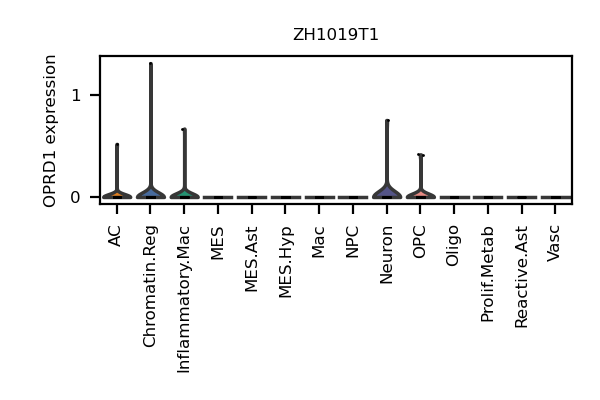 ZH1019T1
OPRD1 expression
1
0
AC
Chromatin.Reg
Inflammatory.Mac
MES
MES.Ast
MES.Hyp
Mac
NPC
Neuron
OPC
Oligo
Prolif.Metab
Reactive.Ast
Vasc